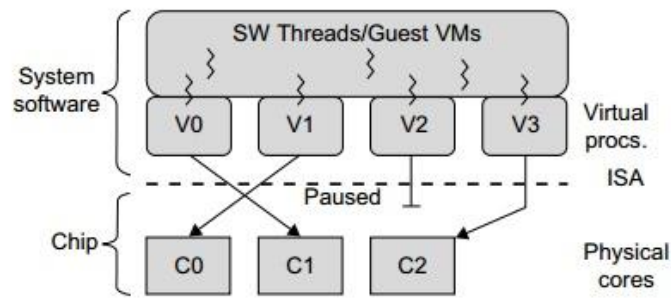 SW Threads/Guest VMs
System
software
V0
V1
V2
V3
Virtual
procs.
ISA
Paused
Chip
C0
C1
C2
Physical
cores